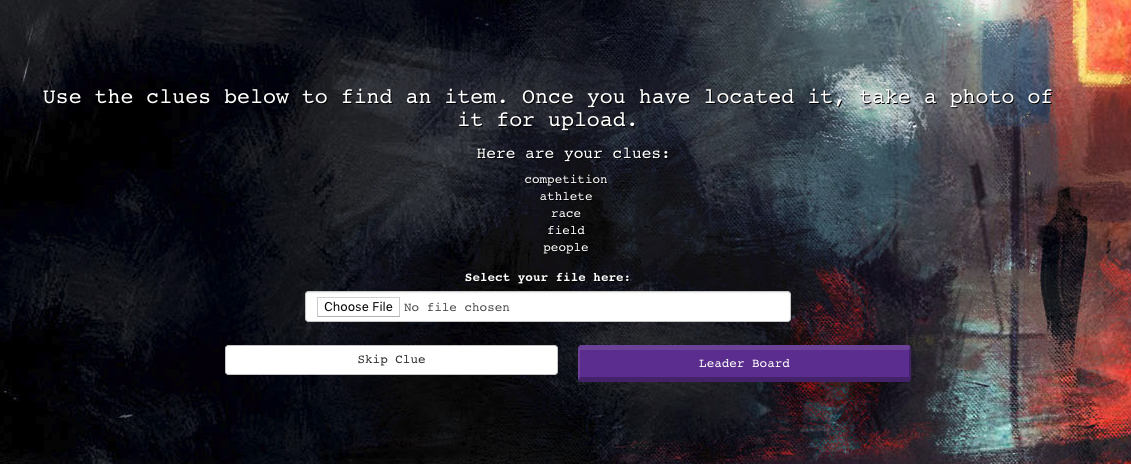 Use the clues below to find an item. Once you have located it, take a photo of
it for upload.
Here are your clues:
competition
athlete
race
field
people
Select your file here:
Choose File No file chosen
Skip Clue
Leader Board